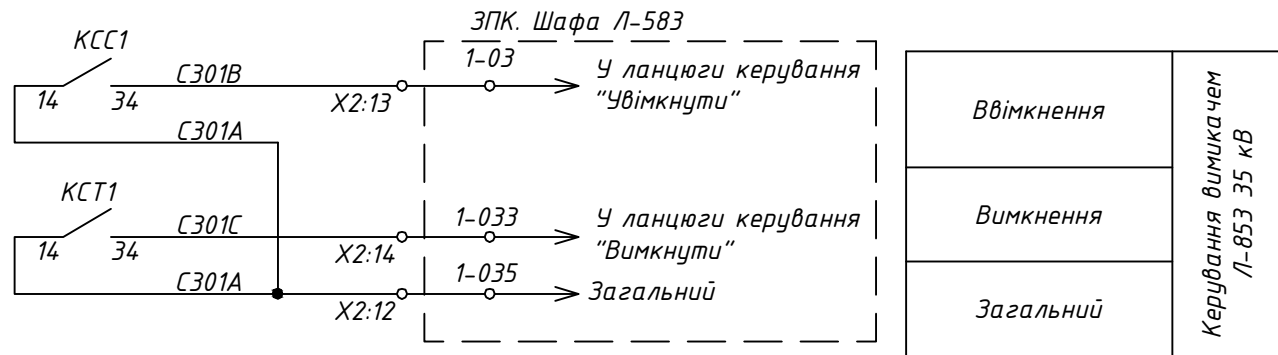 ЗПК. Шафа Л-583
КСС1
14
34
С301В
Х2:13
1-03
У ланцюги керування
"Увімкнути"
С301А
КСТ1
14
34
С301С
Х2:14
1-033
У ланцюги керування
"Вимкнути"
С301А
Х2:12
1-035
Загальний
Ввімкнення
Вимкнення
Загальний
Керування вимикачем
Л-853 35 кВ